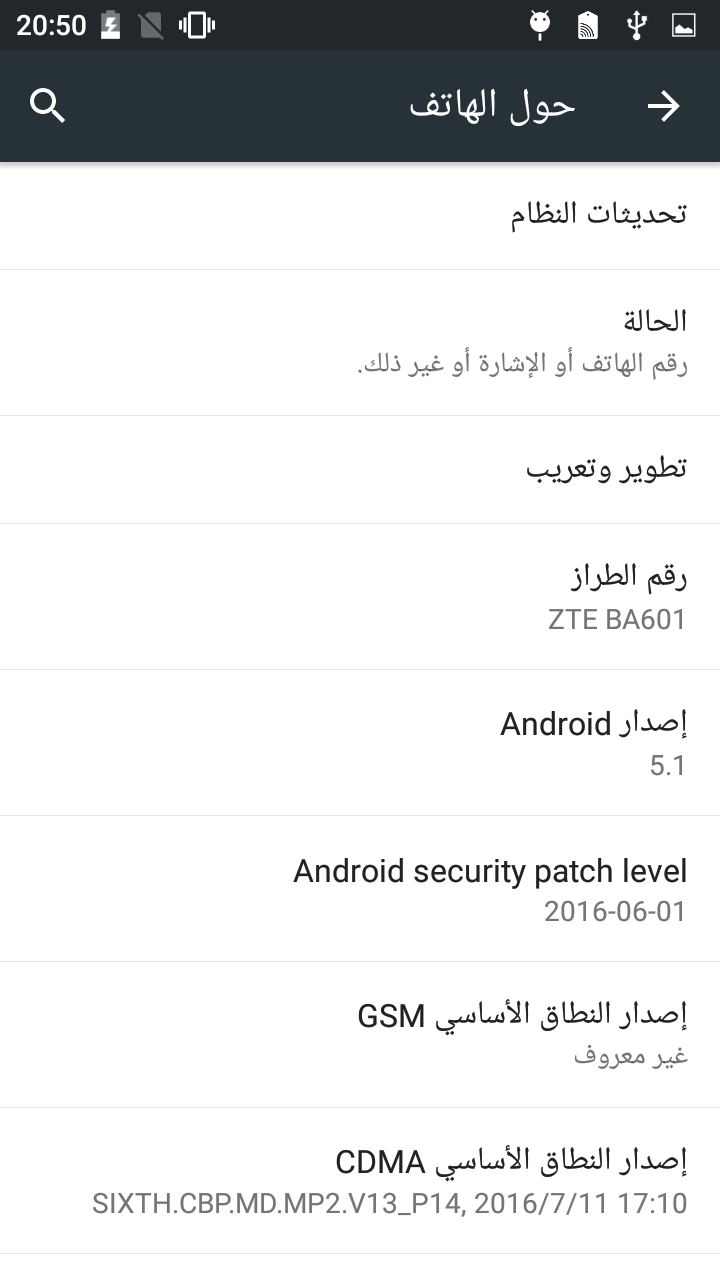 20:50
حول الهاتف
تحديثات النظام
الحالة
رقم الهاتف أو الإشارة أو غير ذلك.
تطوير وتعريب
رقم الطراز
ZTE BA601
إصدار Android
5.1
Android security patch level
2016-06-01
إصدار النطاق الأساسي GSM
غير معروف
إصدار النطاق الأساسي CDMA
SIXTH.CBP.MD.MP2.V13_P14, 2016/7/11 17:10